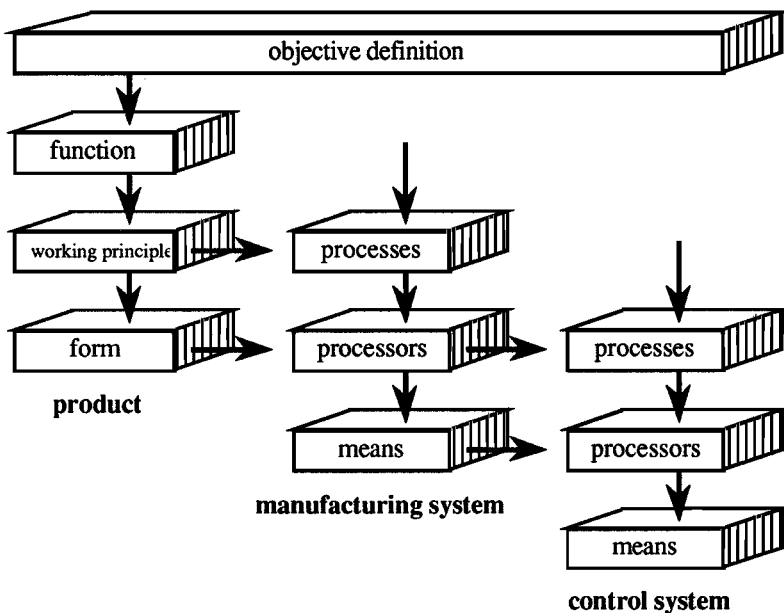 objective definition
function
working principle
processes
form
processors
processes
product
means
processors
manufacturing system
means
control system